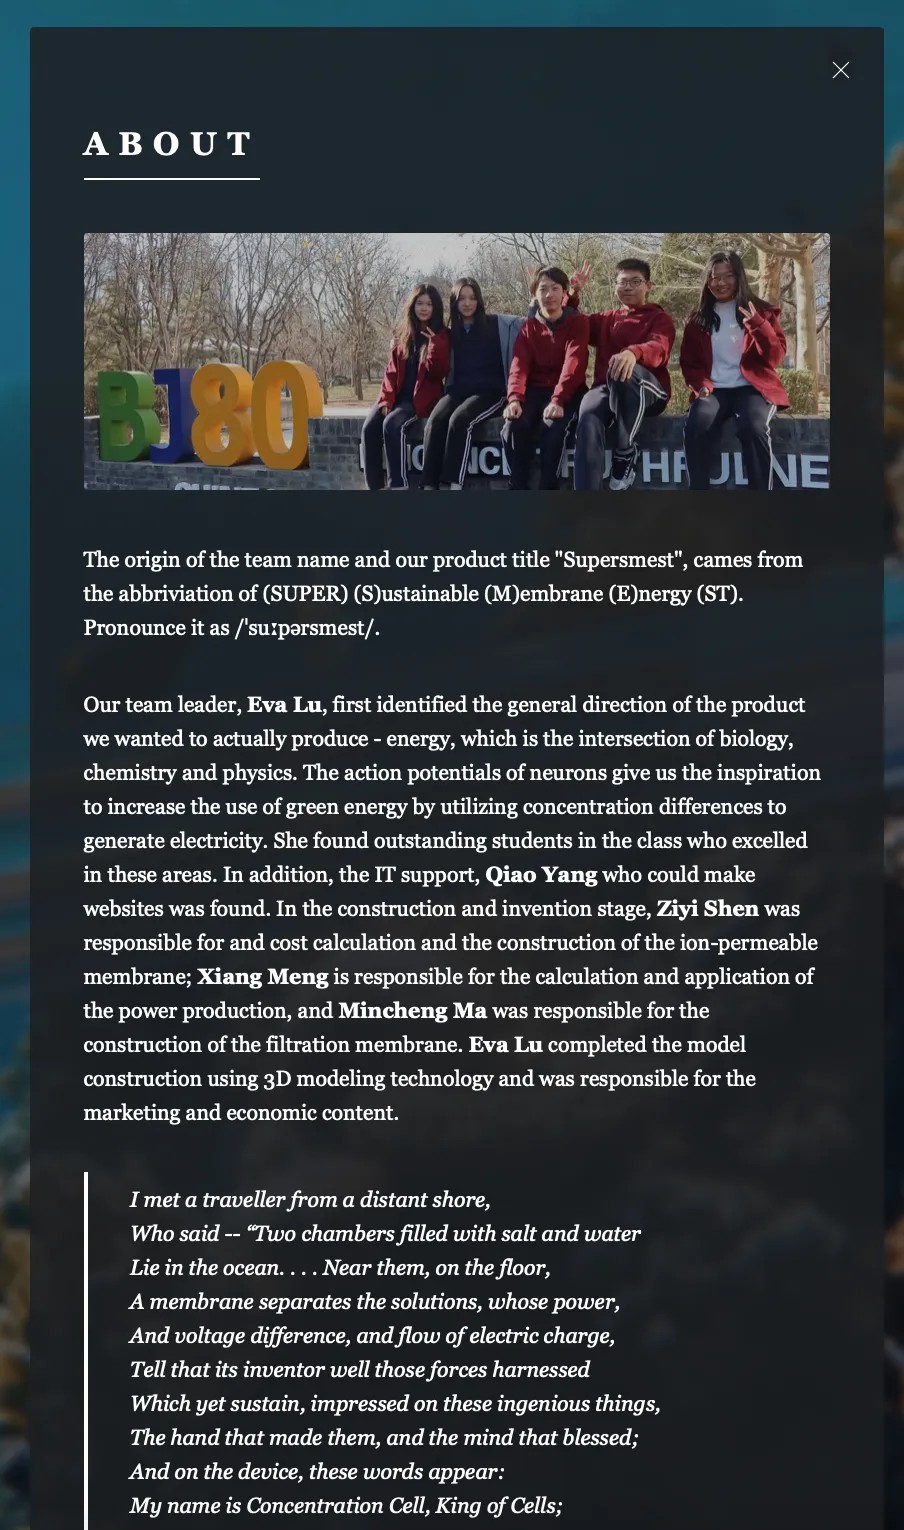 ABOUT
BJ80
The origin of the team name and our product title "Supersmest", cames from
the abbriviation of (SUPER) (S)ustainable (M)embrane (E)nergy (ST).
Pronounce it as /ˈsuːpərsmest/.
Our team leader, Eva Lu, first identified the general direction of the product
we wanted to actually produce - energy, which is the intersection of biology,
chemistry and physics. The action potentials of neurons give us the inspiration
to increase the use of green energy by utilizing concentration differences to
generate electricity. She found outstanding students in the class who excelled
in these areas. In addition, the IT support, Qiao Yang who could make
websites was found. In the construction and invention stage, Ziyi Shen was
responsible for and cost calculation and the construction of the ion-permeable
membrane; Xiang Meng is responsible for the calculation and application of
the power production, and Mincheng Ma was responsible for the
construction of the filtration membrane. Eva Lu completed the model
construction using 3D modeling technology and was responsible for the
marketing and economic content.
I met a traveller from a distant shore,
Who said -- “Two chambers filled with salt and water
Lie in the ocean. . . . Near them, on the floor,
A membrane separates the solutions, whose power,
And voltage difference, and flow of electric charge,
Tell that its inventor well those forces harnessed
Which yet sustain, impressed on these ingenious things,
The hand that made them, and the mind that blessed;
And on the device, these words appear:
My name is Concentration Cell, King of Cells;